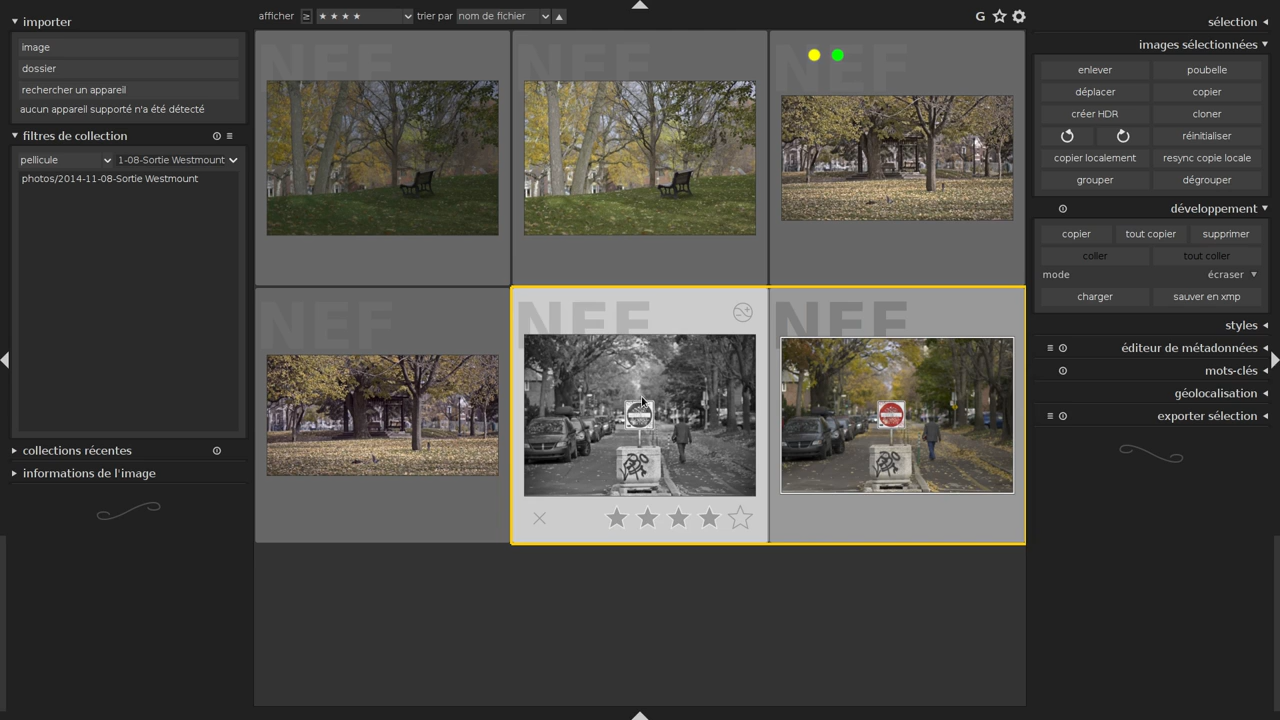 importer
image
dossier
rechercher un appareil
aucun appareil supporté n'a été détecté
filtres de collection
pellicule
1-08-Sortie Westmount
photos/2014-11-08-Sortie Westmount
collections récentes
informations de l'image
afficher ≥ ★ ★ ★ ★ trier par nom de fichier
G
NEF
NEF
NEF
NEF
NEF
NEF
sélection
images sélectionnées
enlever poubelle
déplacer copier
créer HDR cloner
réinitialiser
copier localement resync copie locale
grouper dégrouper
développement
copier tout copier supprimer
coller tout coller
mode écraser
charger sauver en xmp
styles
éditeur de métadonnées
mots-clés
géolocalisation
exporter sélection